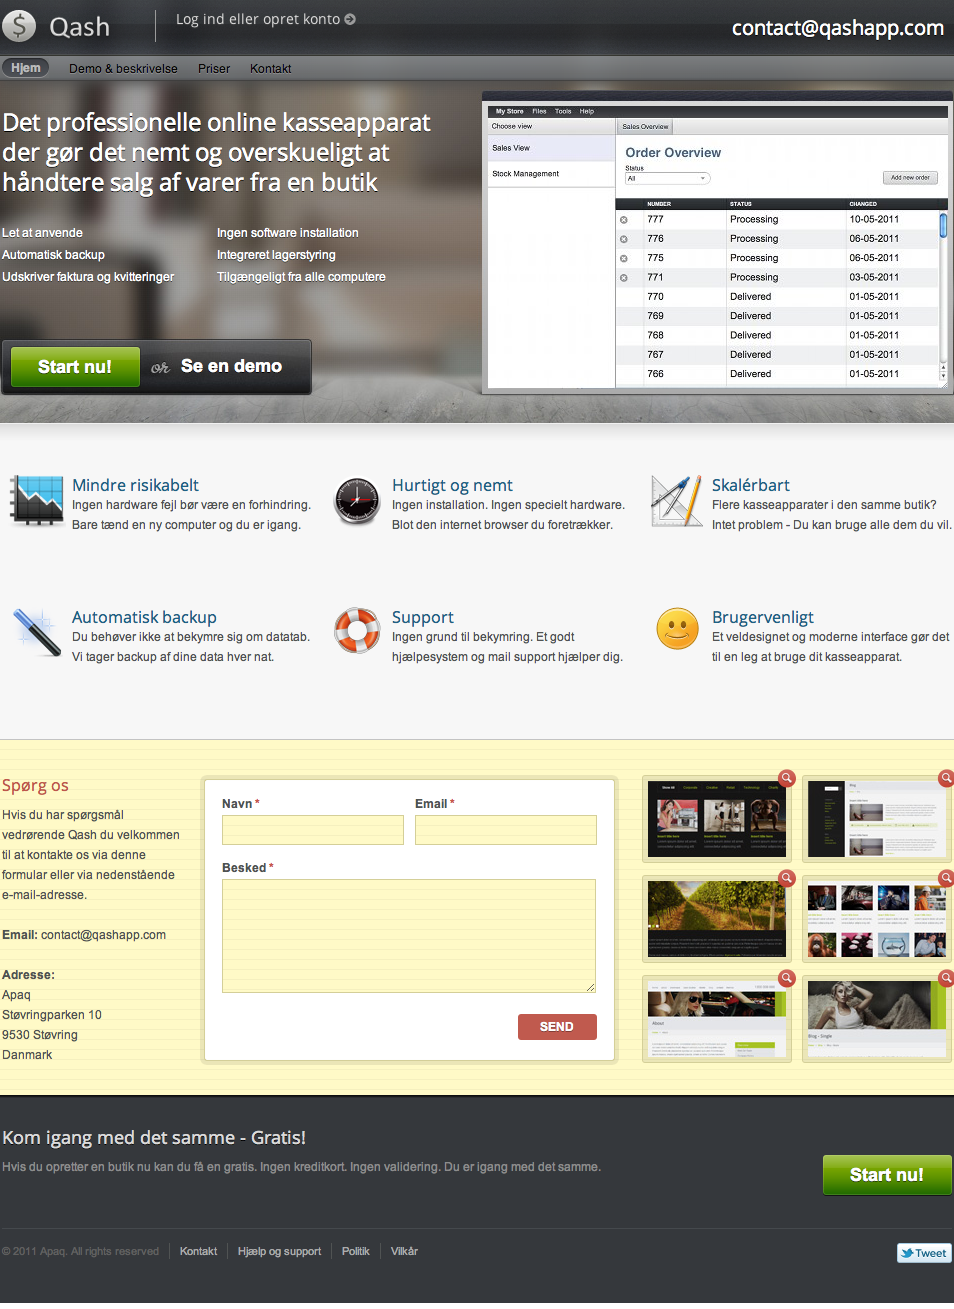 Qash
Log ind eller opret konto
contact@qashapp.com
Hjem
Demo & beskrivelse
Priser
Kontakt
Det professionelle online kasseapparat
der gør det nemt og overskueligt at
håndtere salg af varer fra en butik
Let at anvende
Ingen software installation
Automatisk backup
Integreret lagerstyring
Udskriver faktura og kvitteringer
Tilgængeligt fra alle computere
Start nu!
or
Se en demo
My Store Files Tools Help
Choose view
Sales View
Stock Management
Sales Overview
Order Overview
Status
All
Add new order
NUMBER STATUS CHANGED
777 Processing 10-05-2011
776 Processing 06-05-2011
775 Processing 06-05-2011
771 Processing 03-05-2011
770 Delivered 01-05-2011
769 Delivered 01-05-2011
768 Delivered 01-05-2011
767 Delivered 01-05-2011
766 Delivered 01-05-2011
Mindre risikabelt
Ingen hardware fejl bør være en forhindring.
Bare tænd en ny computer og du er igang.
Hurtigt og nemt
Ingen installation. Ingen specielt hardware.
Blot den internet browser du foretrækker.
Skalérbart
Flere kasseapparater i den samme butik?
Intet problem - Du kan bruge alle dem du vil.
Automatisk backup
Du behøver ikke at bekymre sig om datatab.
Vi tager backup af dine data hver nat.
Support
Ingen grund til bekymring. Et godt
hjælpesystem og mail support hjælper dig.
Brugervenligt
Et veldesignet og moderne interface gør det
til en leg at bruge dit kasseapparat.
Spørg os
Hvis du har spørgsmål
vedrørende Qash du velkommen
til at kontakte os via denne
formular eller via nedenstående
e-mail-adresse.
Email: contact@qashapp.com
Adresse:
Apaq
Støvringparken 10
9530 Støvring
Danmark
Navn *
Email *
Besked *
SEND
Blog
About
Blog - Single
Kom igang med det samme - Gratis!
Hvis du opretter en butik nu kan du få en gratis. Ingen kreditkort. Ingen validering. Du er igang med det samme.
Start nu!
© 2011 Apaq. All rights reserved
Kontakt
Hjælp og support
Politik
Vilkår
Tweet